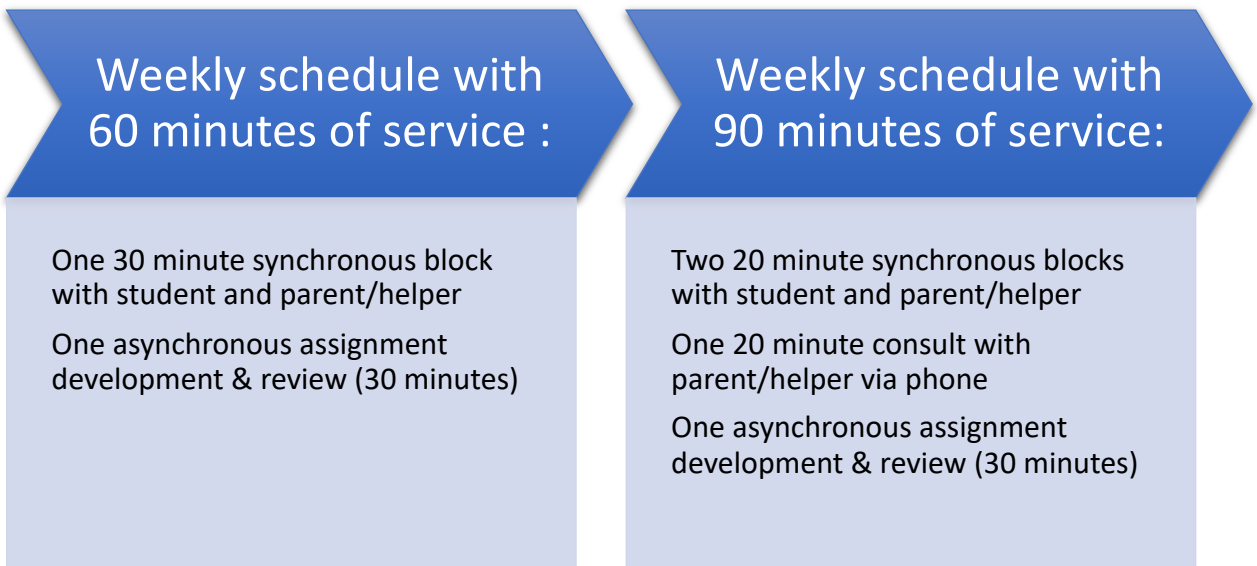 Weekly schedule with
60 minutes of service :
One 30 minute synchronous block
with student and parent/helper
One asynchronous assignment
development & review (30 minutes)
Weekly schedule with
90 minutes of service:
Two 20 minute synchronous blocks
with student and parent/helper
One 20 minute consult with
parent/helper via phone
One asynchronous assignment
development & review (30 minutes)